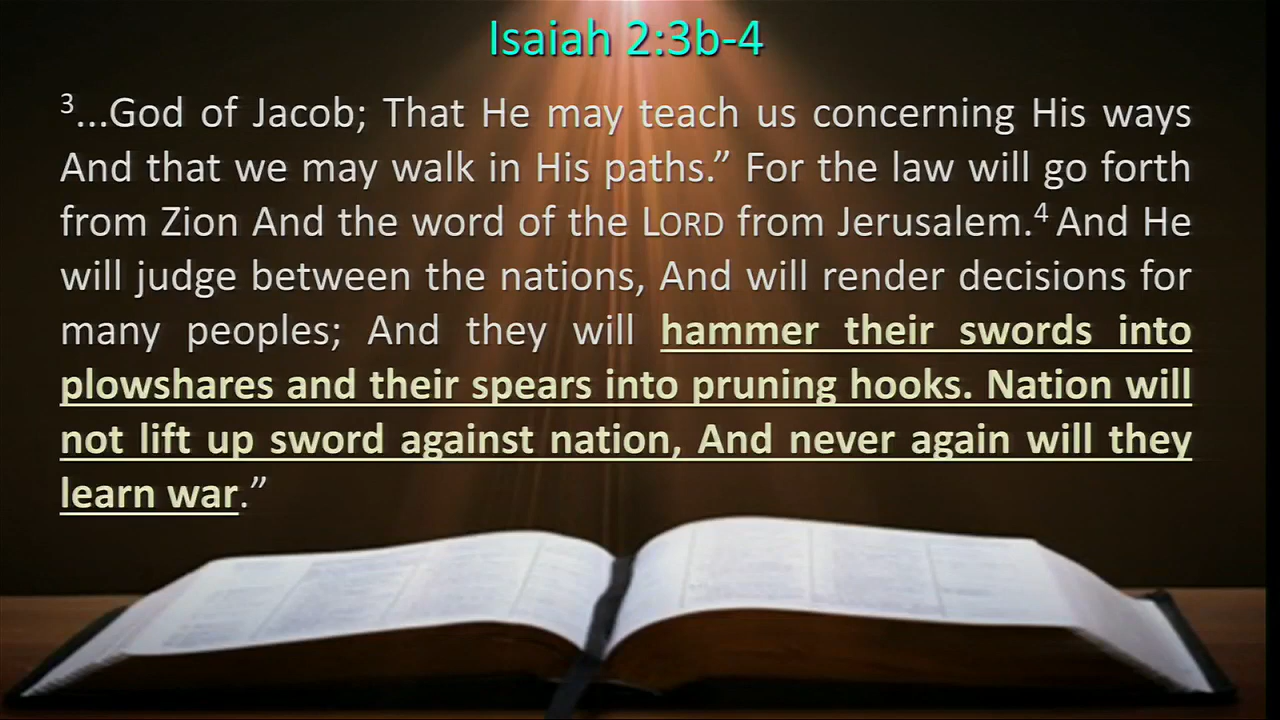 Isaiah 2:3b-4
3...God of Jacob; That He may teach us concerning His ways
And that we may walk in His paths.” For the law will go forth
from Zion And the word of the LORD from Jerusalem.4 And He
will judge between the nations, And will render decisions for
many peoples; And they will hammer their swords into
plowshares and their spears into pruning hooks. Nation will
not lift up sword against nation, And never again will they
learn war.”